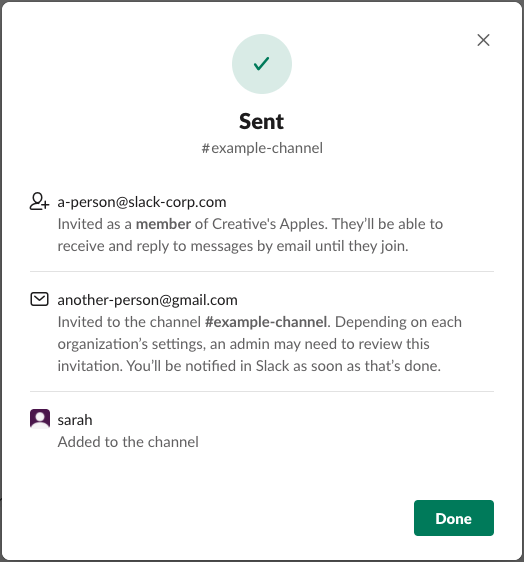 Sent
#example-channel
a-person@slack-corp.com
Invited as a member of Creative's Apples. They’ll be able to
receive and reply to messages by email until they join.
another-person@gmail.com
Invited to the channel #example-channel. Depending on each
organization’s settings, an admin may need to review this
invitation. You’ll be notified in Slack as soon as that’s done.
sarah
Added to the channel
Done